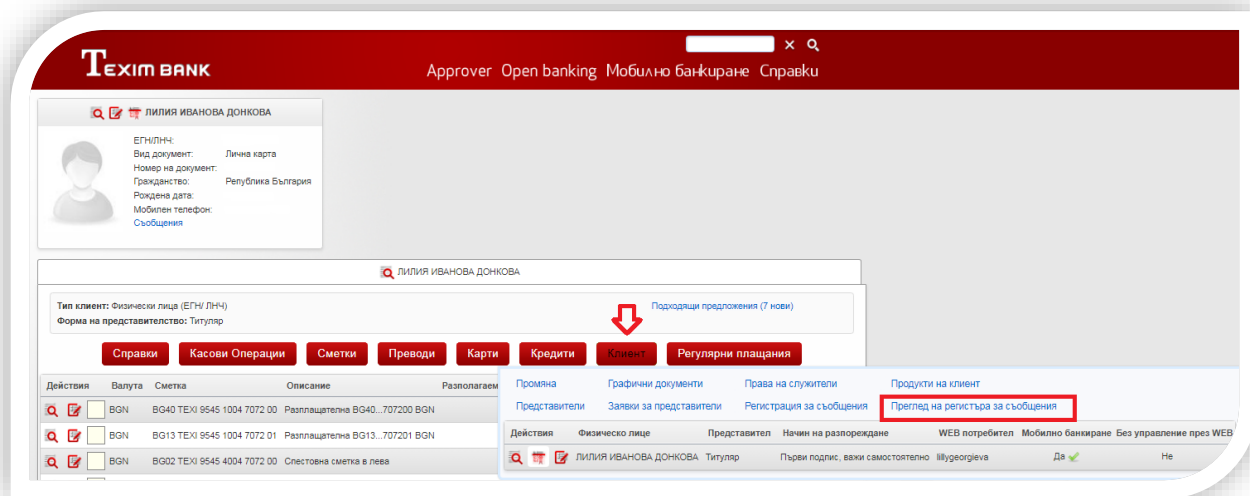 TEXIM BANK
Approver Open banking Мобилно банкиране Справки
ЛИЛИЯ ИВАНОВА ДОНКОВА
ЕГН/ЛНЧ:
Вид документ: Лична карта
Номер на документ:
Гражданство: Република България
Рождена дата:
Мобилен телефон:
Съобщения
ЛИЛИЯ ИВАНОВА ДОНКОВА
Тип клиент: Физически лица (ЕГН/ ЛНЧ) Подходящи предложения (7 нови)
Форма на представителство: Титуляр
Справки Касови Операции Сметки Преводи Карти Кредити Клиент Регулярни плащания
Действия Валута Сметка Описание Разполагаем
BGN BG40 TEXI 9545 1004 7072 00 Разплащателна BG40...707200 BGN
BGN BG13 TEXI 9545 1004 7072 01 Разплащателна BG13...707201 BGN
BGN BG02 TEXI 9545 4004 7072 00 Спестовна сметка в лева
Промяна Графични документи Права на служители Продукти на клиент
Представители Заявки за представители Регистрация за съобщения Преглед на регистъра за съобщения
Действия Физическо лице Представител Начин на разпореждане WEB потребител Мобилно банкиране Без управление през WEB
ЛИЛИЯ ИВАНОВА ДОНКОВА Титуляр Първи подпис, важи самостоятелно lillygeorgieva Да Не